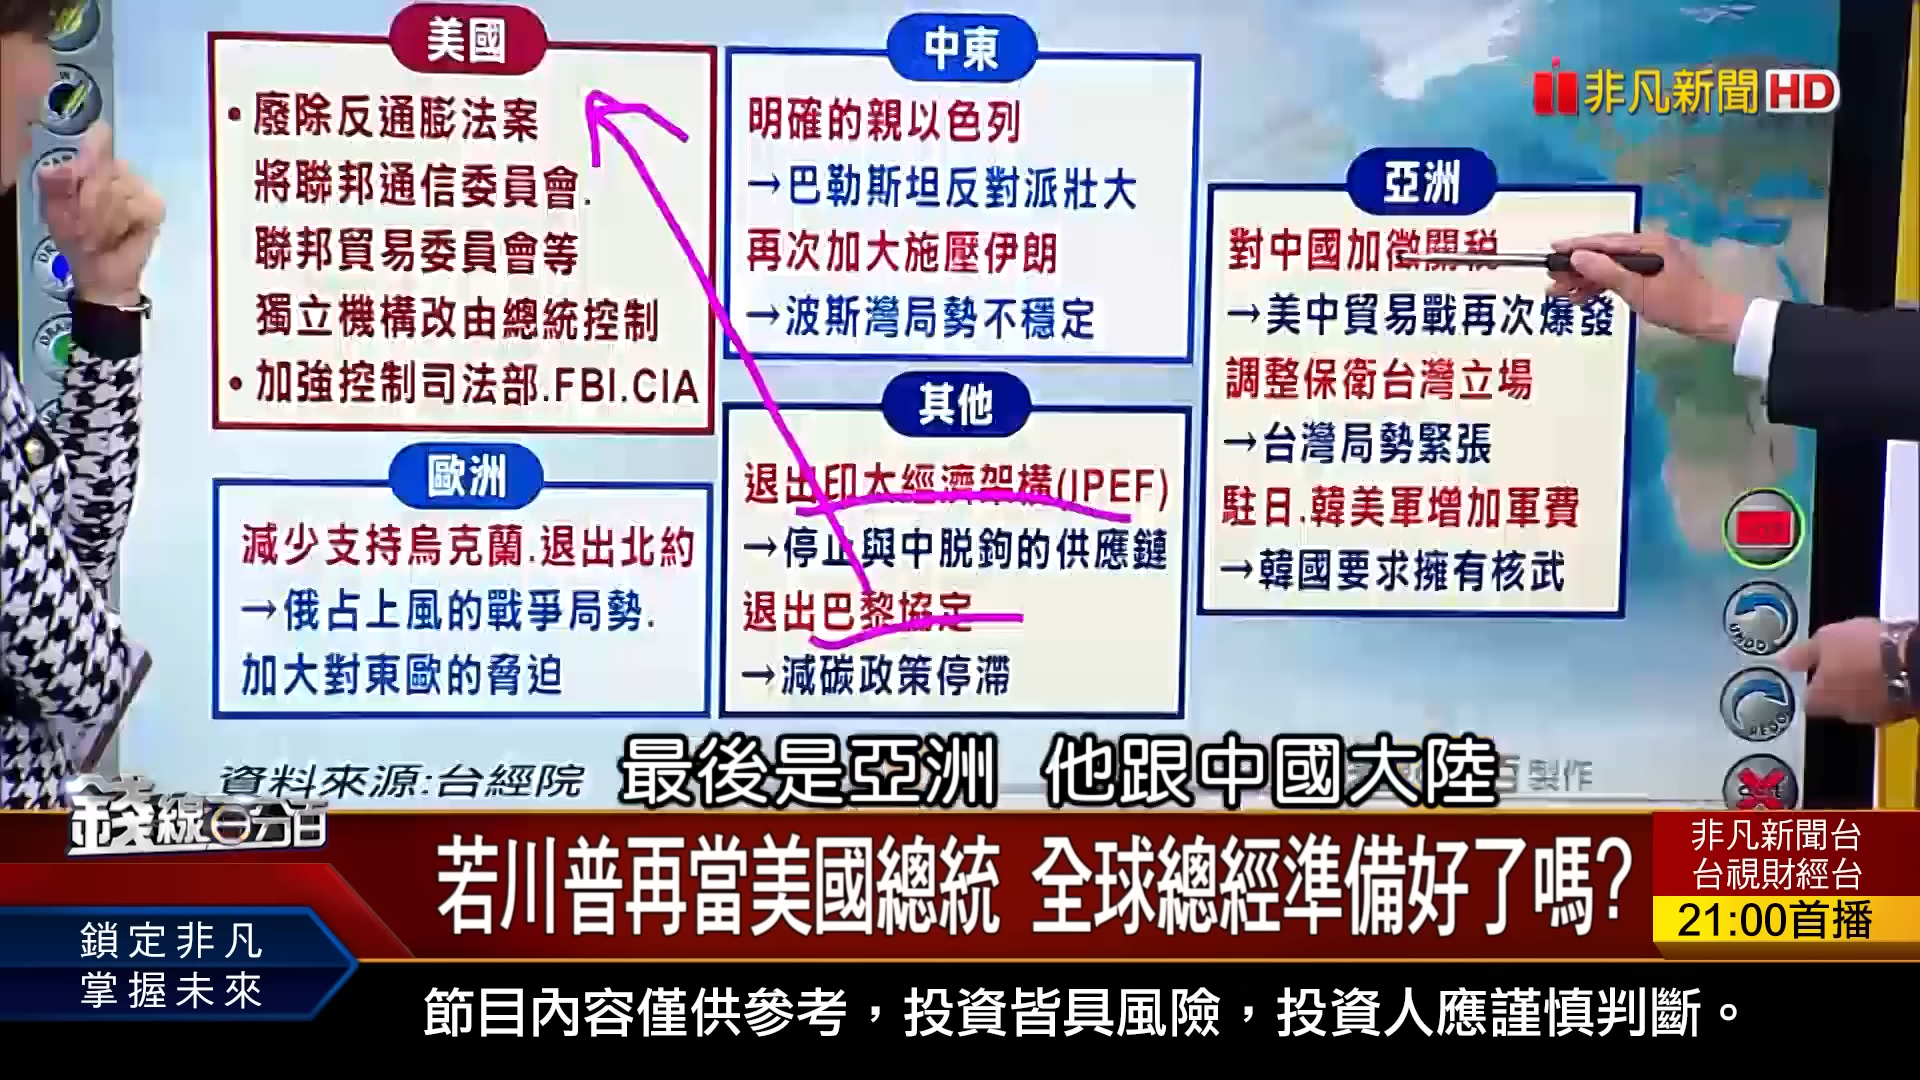 美國
• 廢除反通膨法案
將聯邦通信委員會.
聯邦貿易委員會等
獨立機構改由總統控制
• 加強控制司法部.FBI.CIA
中東
明確的親以色列
→巴勒斯坦反對派壯大
再次加大施壓伊朗
→波斯灣局勢不穩定
非凡新聞HD
亞洲
對中國加徵關稅
→美中貿易戰再次爆發
調整保衛台灣立場
→台灣局勢緊張
駐日.韓美軍增加軍費
→韓國要求擁有核武
歐洲
減少支持烏克蘭.退出北約
→俄占上風的戰爭局勢.
加大對東歐的脅迫
其他
退出印太經濟架構(IPEF)
→停止與中脫鉤的供應鏈
退出巴黎協定
→減碳政策停滯
UNDO
REDO
資料來源:台經院
製作
最後是亞洲 他跟中國大陸
錢線百分百
若川普再當美國總統 全球總經準備好了嗎?
非凡新聞台
台視財經台
21:00首播
鎖定非凡
掌握未來
節目內容僅供參考，投資皆具風險，投資人應謹慎判斷。